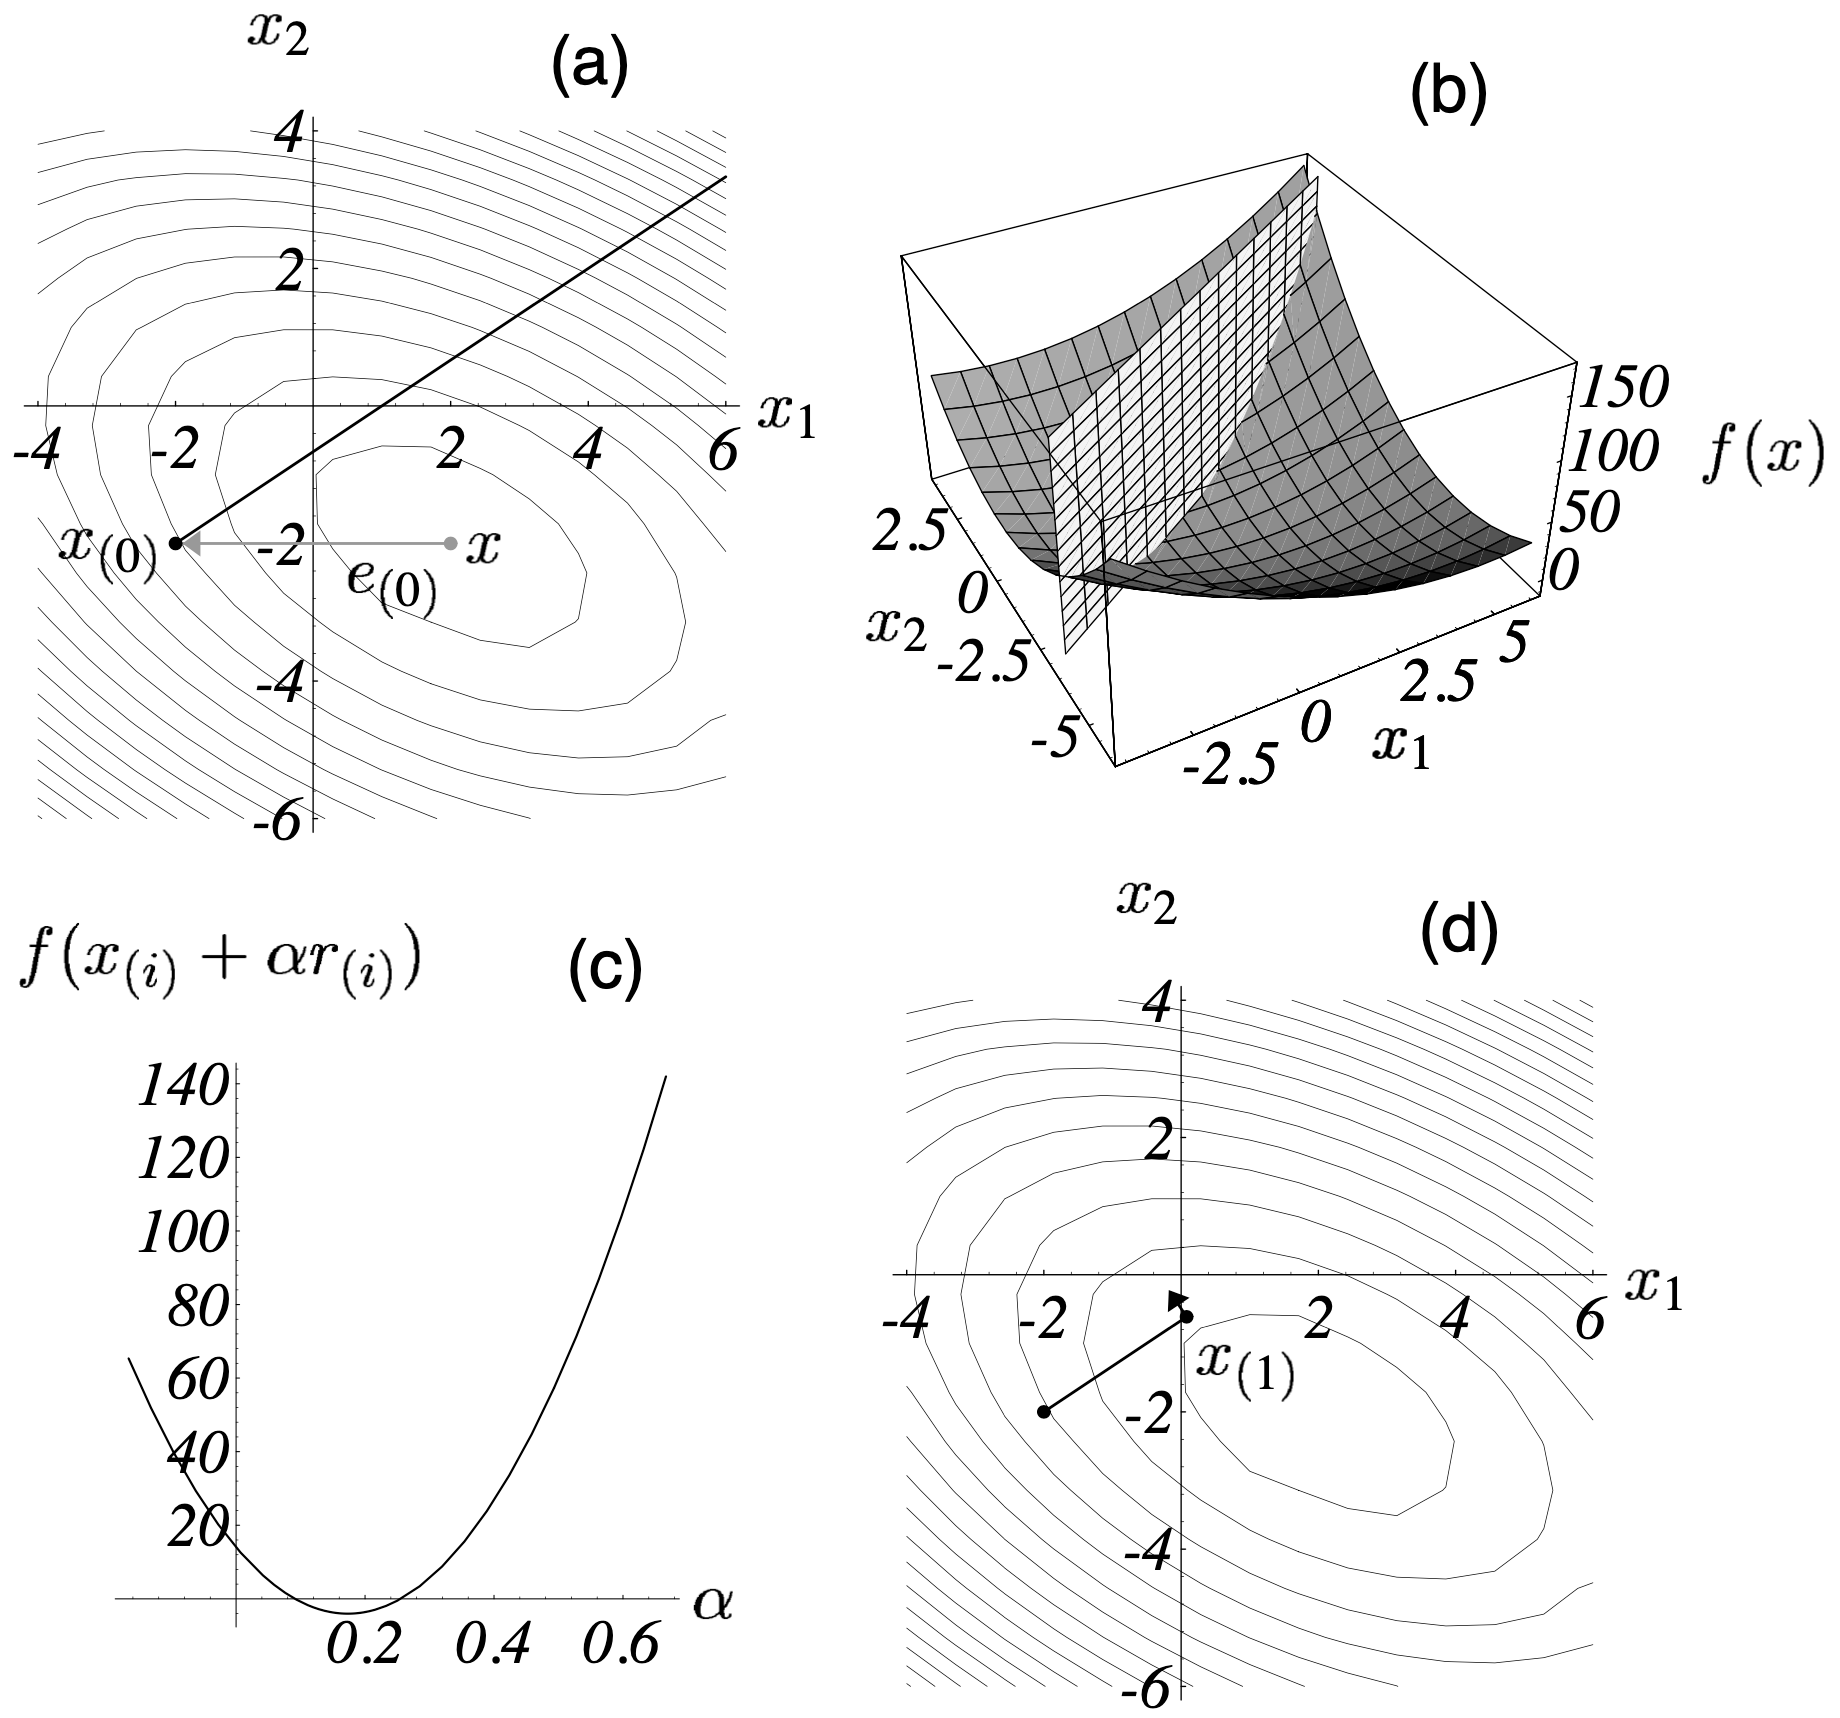 x2
(a)
4
2
x1
-4 -2 2 4 6
x(0)
-2
x
e(0)
-4
-6
(b)
150
100
50
0
f(x)
2.5
0
x2
-2.5
-5
-2.5
0
x1
2.5
5
f(x(i) + αr(i))
(c)
140
120
100
80
60
40
20
α
0.2 0.4 0.6
x2
(d)
4
2
x1
-4 -2 2 4 6
x(1)
-2
-4
-6